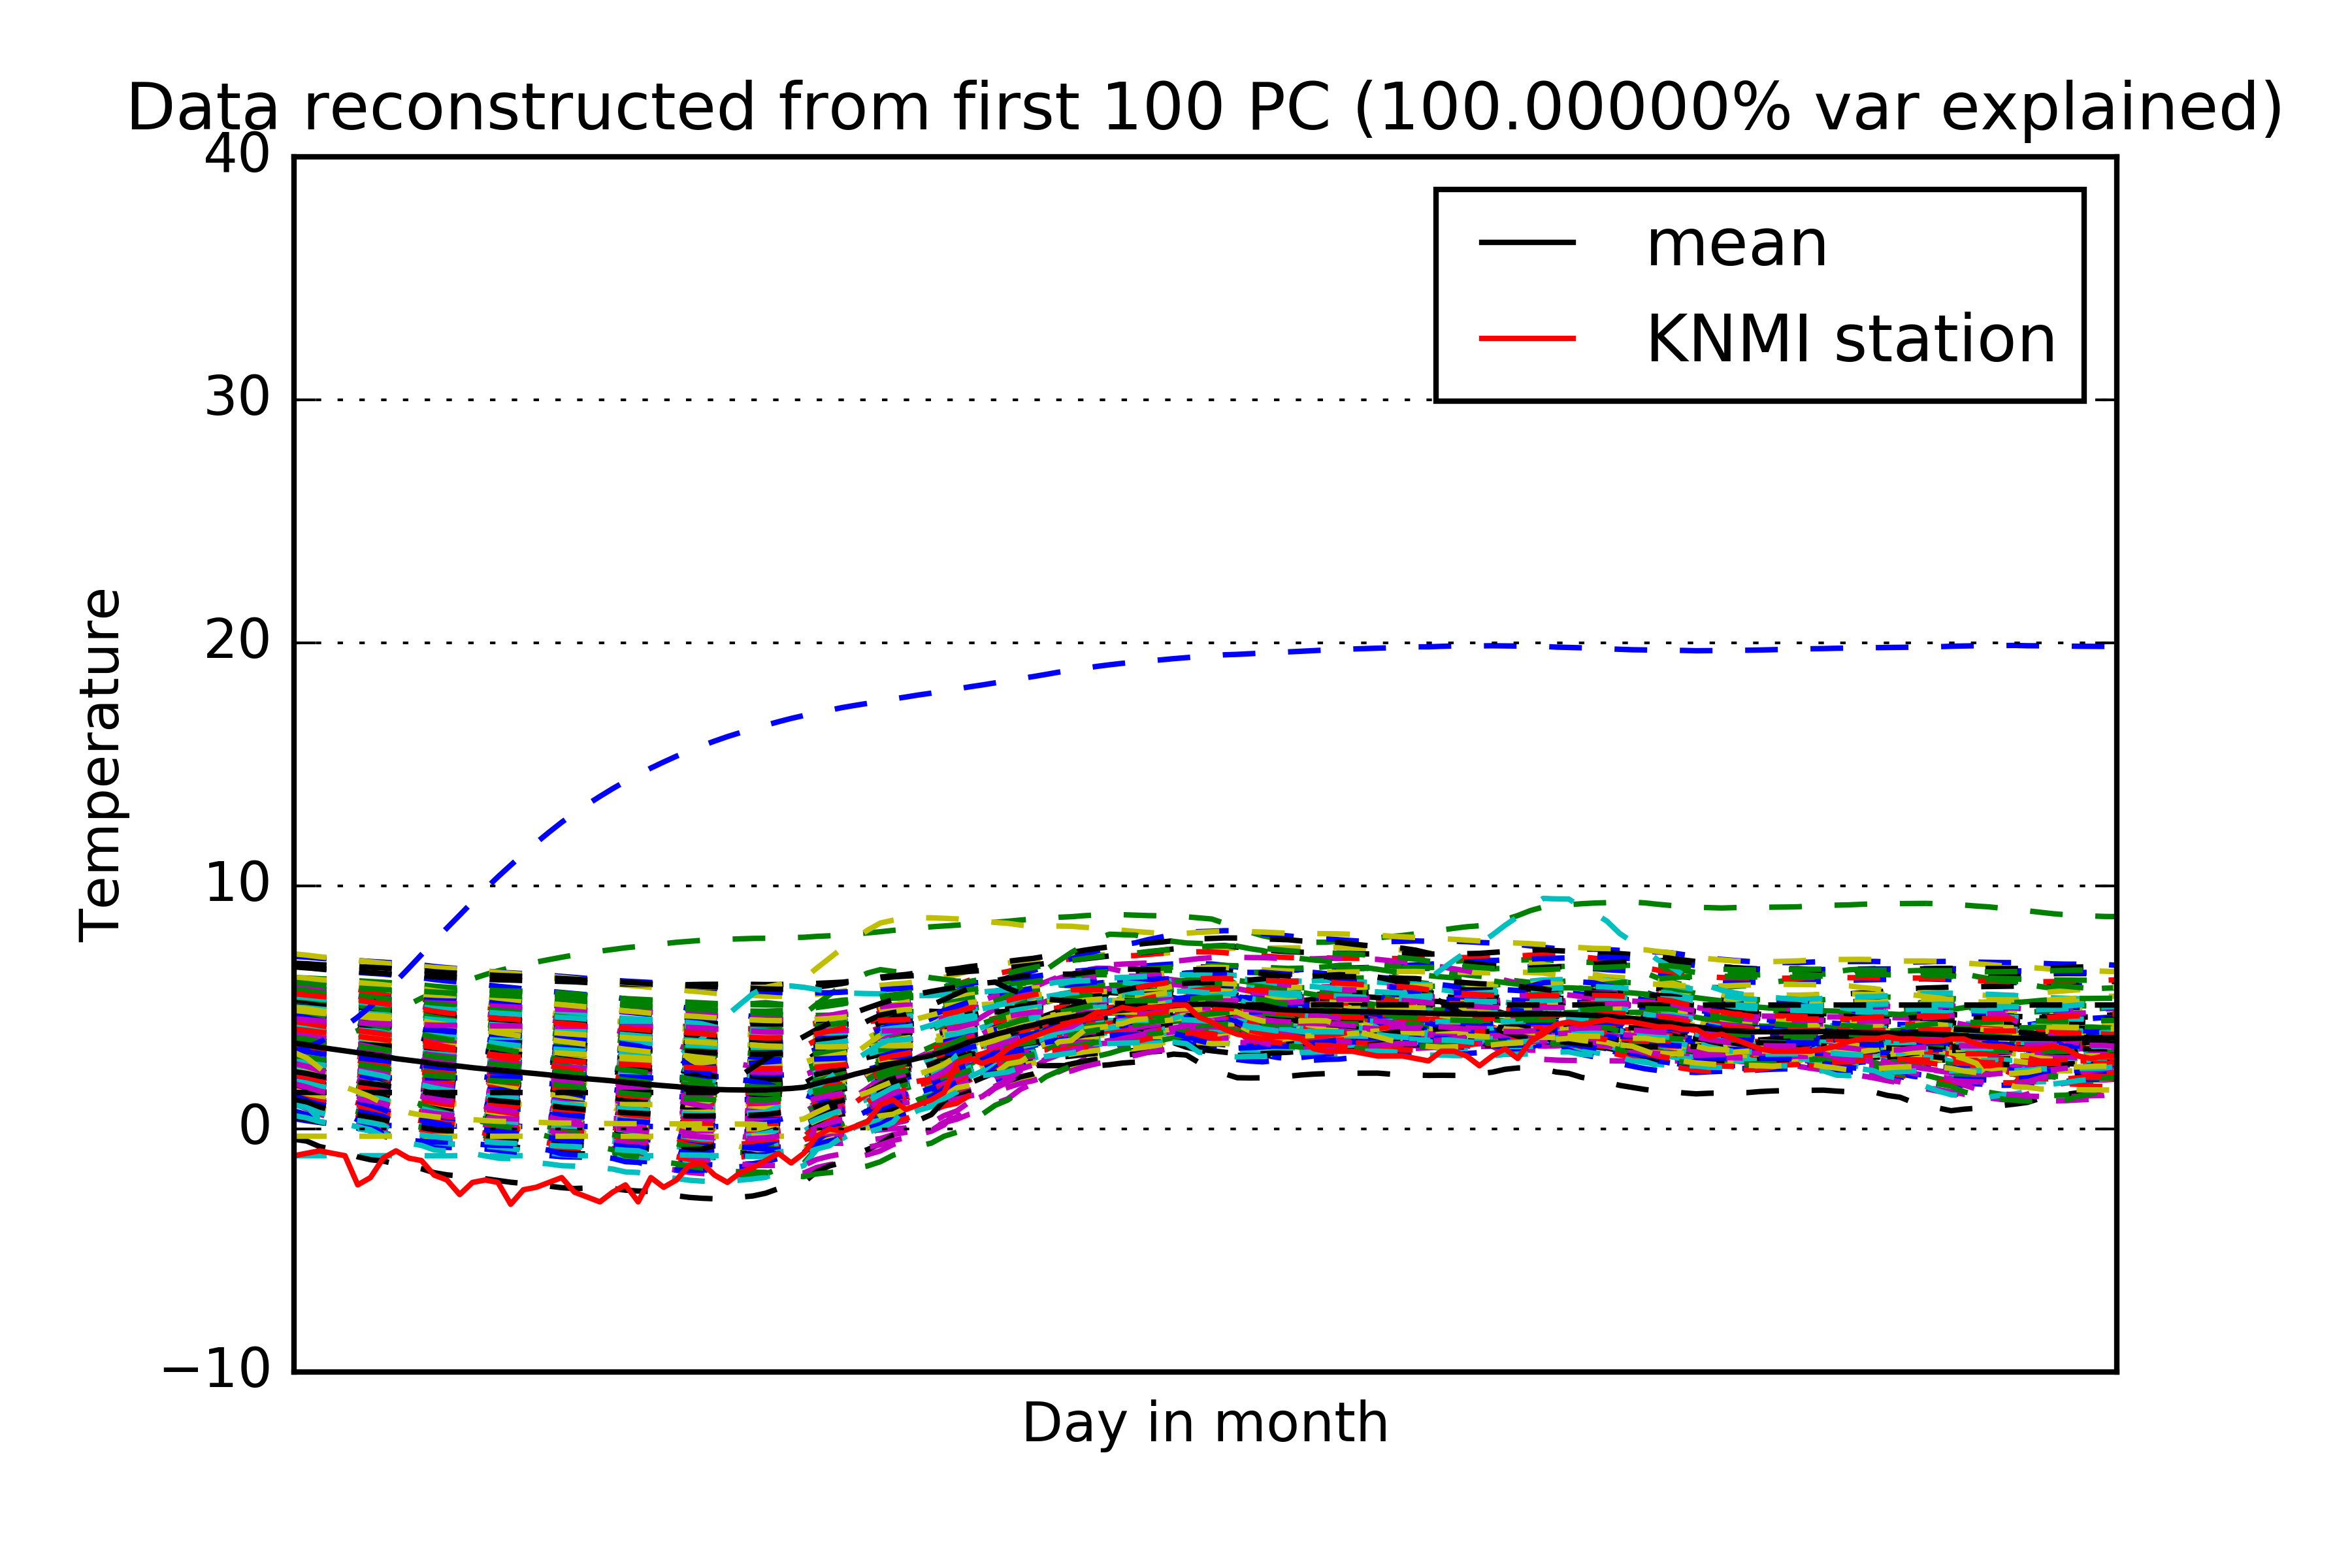 Data reconstructed from first 100 PC (100.00000% var explained)
40
30
20
10
0
−10
Temperature
Day in month
mean
KNMI station